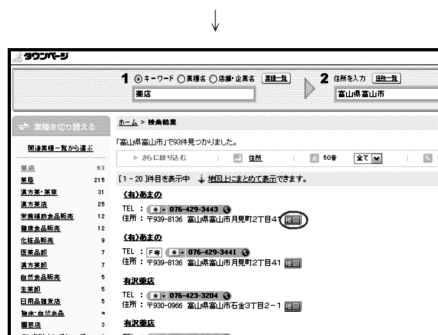 ↓
タウンページ
1 キーワード 業種名 店舗・企業名 業種一覧
薬店
2 住所を入力 住所一覧
富山県富山市
業種を切り替える
関連業種一覧から選ぶ
薬店 93
薬局 215
漢方薬・薬草 31
漢方薬店 25
栄養補助食品販売 12
健康食品販売 12
化粧品販売 9
医薬品卸 7
漢方薬卸 7
自然食品販売 5
生薬卸 5
日用品雑貨店 5
ホーム > 検索結果
「富山県富山市」で93件見つかりました。
さらに絞り込む 住所 50音 全て
[1 - 20]件目を表示中 ↓ 地図上にまとめて表示できます。
(有)あまの
TEL : 076-429-3443
住所 : 〒939-8136 富山県富山市月見町2丁目41 地図
(有)あまの
TEL : F専 076-429-3441
住所 : 〒939-8136 富山県富山市月見町2丁目41 地図
有沢薬店
TEL : 076-423-3204
住所 : 〒930-0966 富山県富山市石金3丁目2-1 地図
有沢薬店